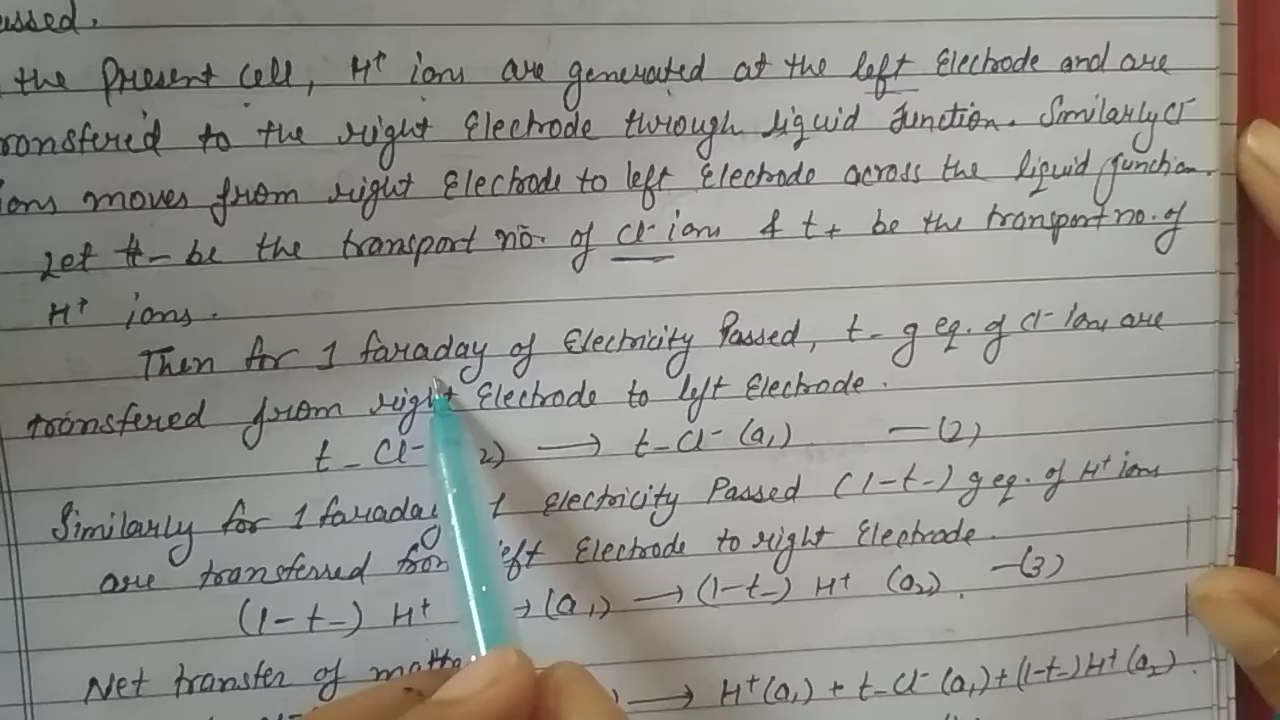 ussed.
the Present cell, H+ ions are generated at the left Electrode and are
ronsfered to the right Electrode through liquid Junction. Similarly Cl-
ions moves from right Electrode to left Electrode across the liquid junction.
Let t- be the transport no. of Cl- ions & t+ be the transport no. of
H+ ions.
Then for 1 faraday of Electricity Passed, t- g eq. of Cl- Ions are
transfered from right Electrode to left Electrode.
t- Cl- 2) → t- Cl- (a1) —(2)
Similarly for 1 faraday Electricity Passed (1-t-) g eq. of H+ ions
are transferred from left Electrode to right Electrode.
(1-t-) H+ → (a1) → (1-t-) H+ (a2). —(3)
Net transfer of matte ) → H+(a1) + t- Cl- (a1) + (1-t-) H+ (a2).